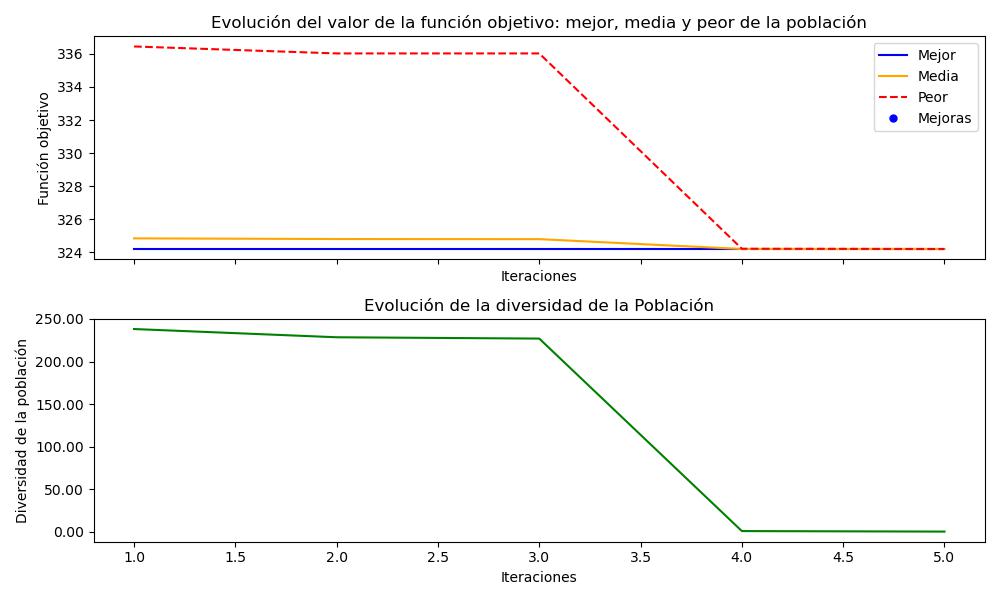 Evolución del valor de la función objetivo: mejor, media y peor de la población
Función objetivo
336
334
332
330
328
326
324
Mejor
Media
Peor
Mejoras
Iteraciones
Evolución de la diversidad de la Población
Diversidad de la población
250.00
200.00
150.00
100.00
50.00
0.00
1.0 1.5 2.0 2.5 3.0 3.5 4.0 4.5 5.0
Iteraciones